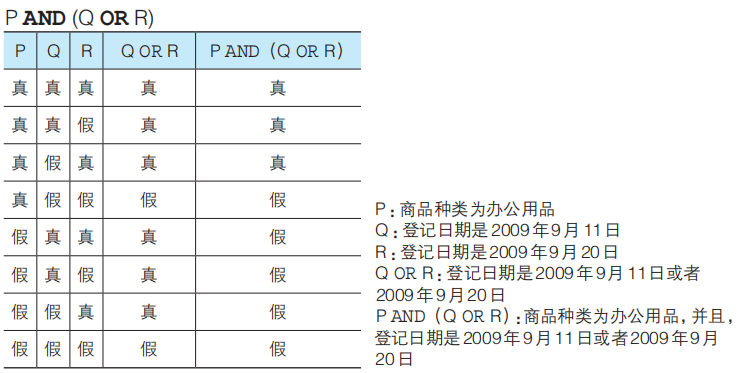 P AND (Q OR R)
P Q R Q OR R P AND (Q OR R)
真 真 真 真 真
真 真 假 真 真
真 假 真 真 真
真 假 假 假 假
假 真 真 真 假
假 真 假 真 假
假 假 真 真 假
假 假 假 假 假
P:商品种类为办公用品
Q:登记日期是2009年9月11日
R:登记日期是2009年9月20日
Q OR R:登记日期是2009年9月11日或者
2009年9月20日
P AND (Q OR R):商品种类为办公用品,并且,
登记日期是2009年9月11日或者2009年9月
20日